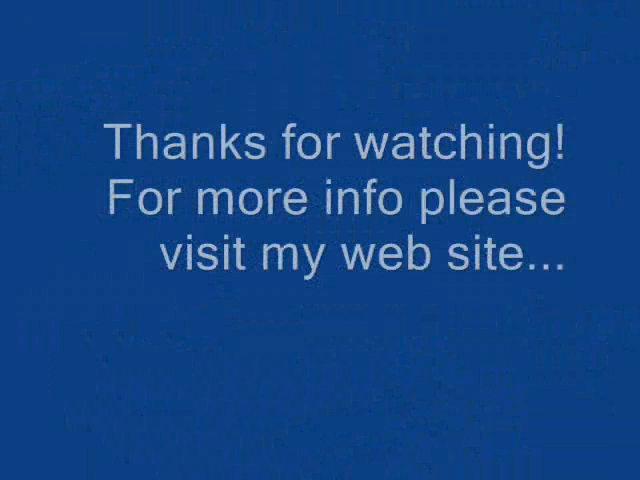 Thanks for watching!
For more info please
visit my web site...